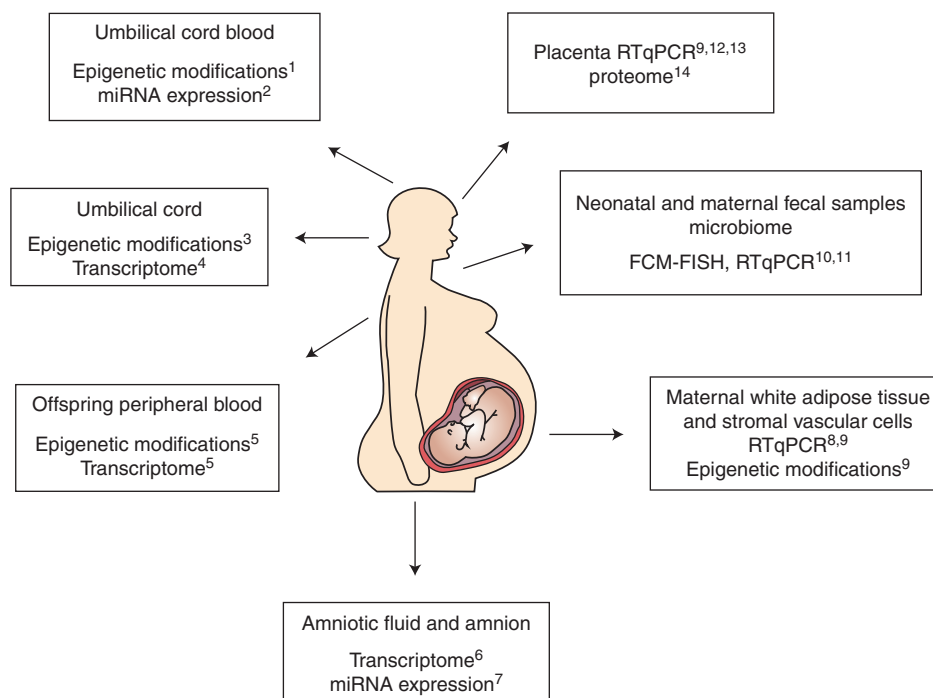 Umbilical cord blood
Epigenetic modifications¹
miRNA expression²
Placenta RTqPCR⁹,¹²,¹³
proteome¹⁴
Umbilical cord
Epigenetic modifications³
Transcriptome⁴
Neonatal and maternal fecal samples
microbiome
FCM-FISH, RTqPCR¹⁰,¹¹
Offspring peripheral blood
Epigenetic modifications⁵
Transcriptome⁵
Maternal white adipose tissue
and stromal vascular cells
RTqPCR⁸,⁹
Epigenetic modifications⁹
Amniotic fluid and amnion
Transcriptome⁶
miRNA expression⁷